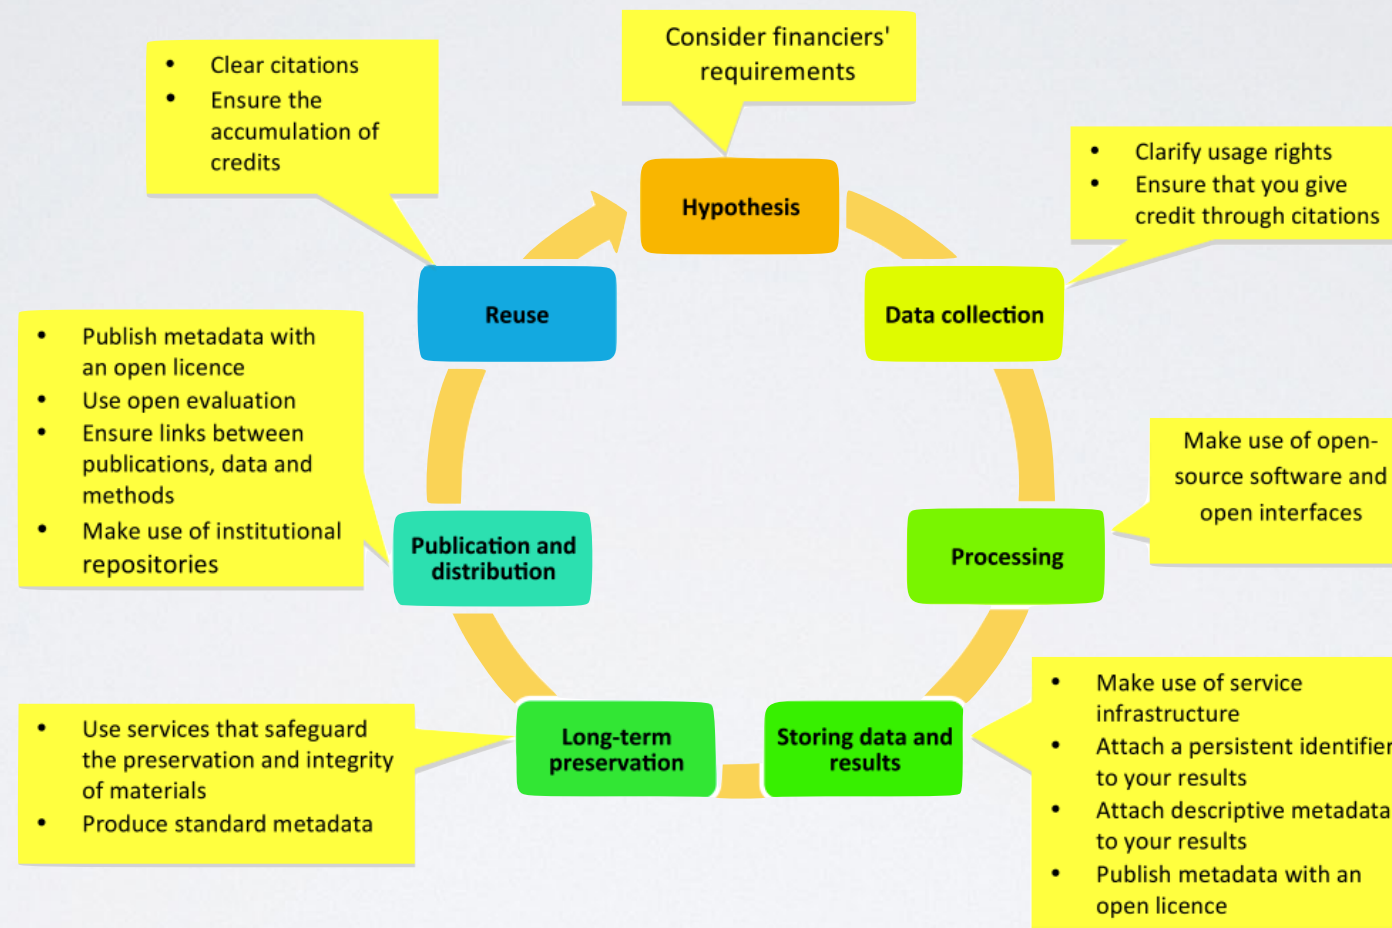 Consider financiers'
requirements
• Clear citations
• Ensure the
accumulation of
credits
Hypothesis
• Clarify usage rights
• Ensure that you give
credit through citations
Reuse
Data collection
• Publish metadata with
an open licence
• Use open evaluation
• Ensure links between
publications, data and
methods
• Make use of institutional
repositories
Make use of open-
source software and
open interfaces
Publication and
distribution
Processing
• Use services that safeguard
the preservation and integrity
of materials
• Produce standard metadata
Long-term
preservation
Storing data and
results
• Make use of service
infrastructure
• Attach a persistent identifier
to your results
• Attach descriptive metadata
to your results
• Publish metadata with an
open licence